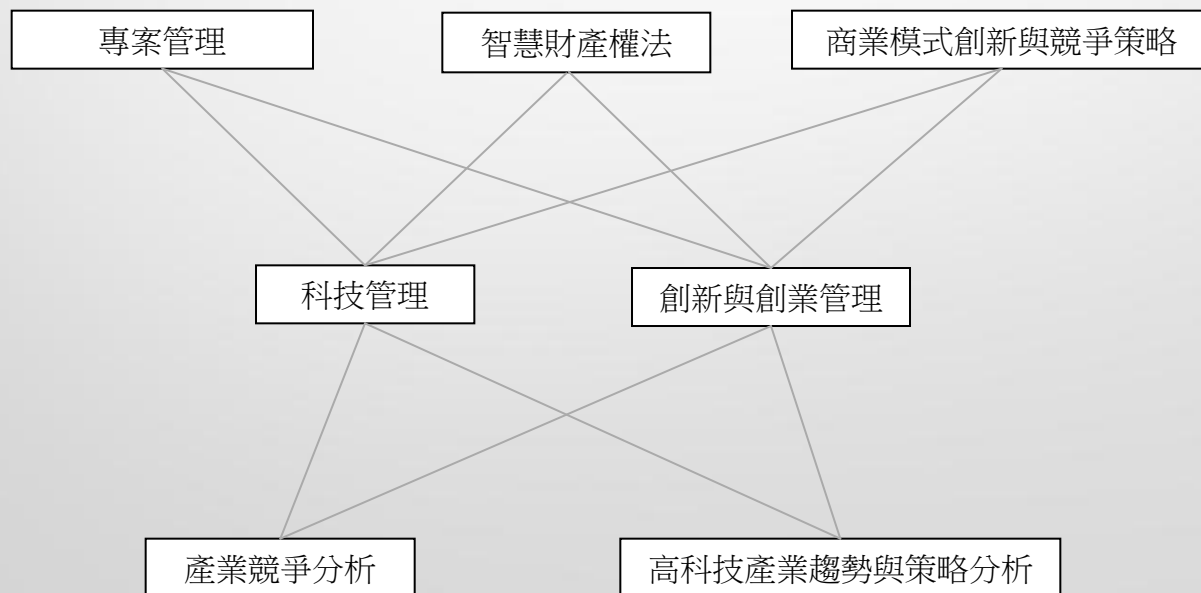 專案管理
智慧財產權法
商業模式創新與競爭策略
科技管理
創新與創業管理
產業競爭分析
高科技產業趨勢與策略分析